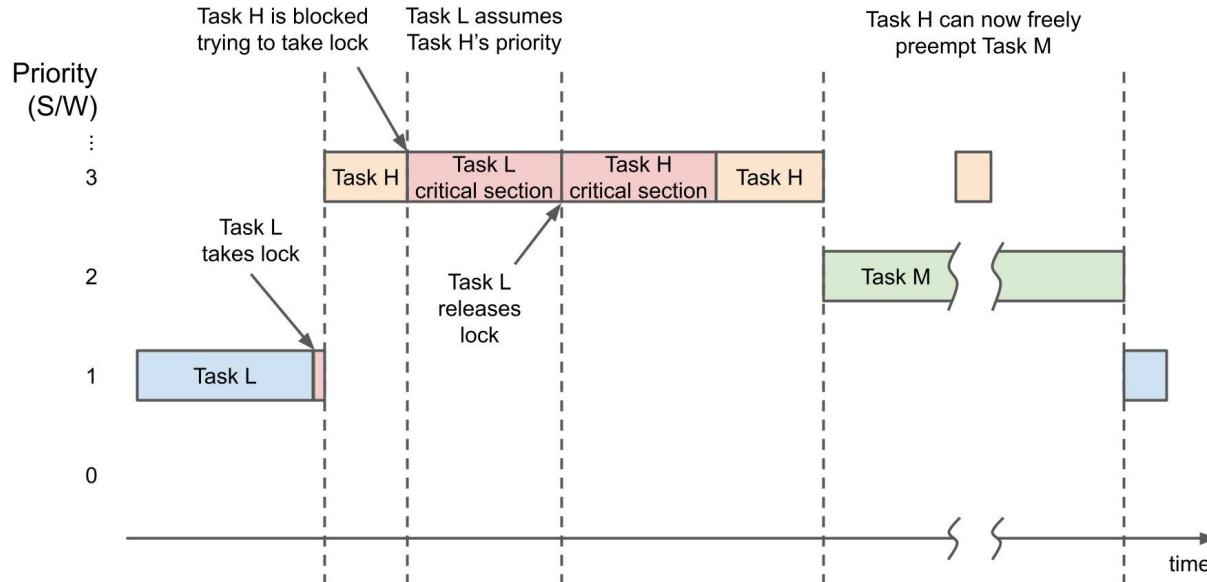 Task H is blocked
trying to take lock
Task L assumes
Task H’s priority
Task H can now freely
preempt Task M
Priority
(S/W)
⋮
3
Task H
Task L
critical section
Task H
critical section
Task H
Task L
takes lock
2
Task L
releases
lock
Task M
1
Task L
0
time